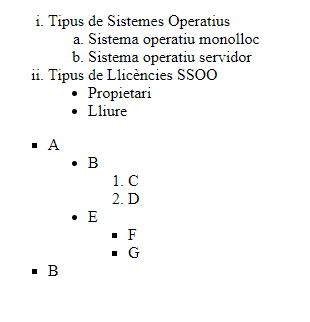 i. Tipus de Sistemes Operatius
a. Sistema operatiu monolloc
b. Sistema operatiu servidor
ii. Tipus de Llicències SSOO
• Propietari
• Lliure
▪ A
• B
1. C
2. D
• E
▪ F
▪ G
▪ B